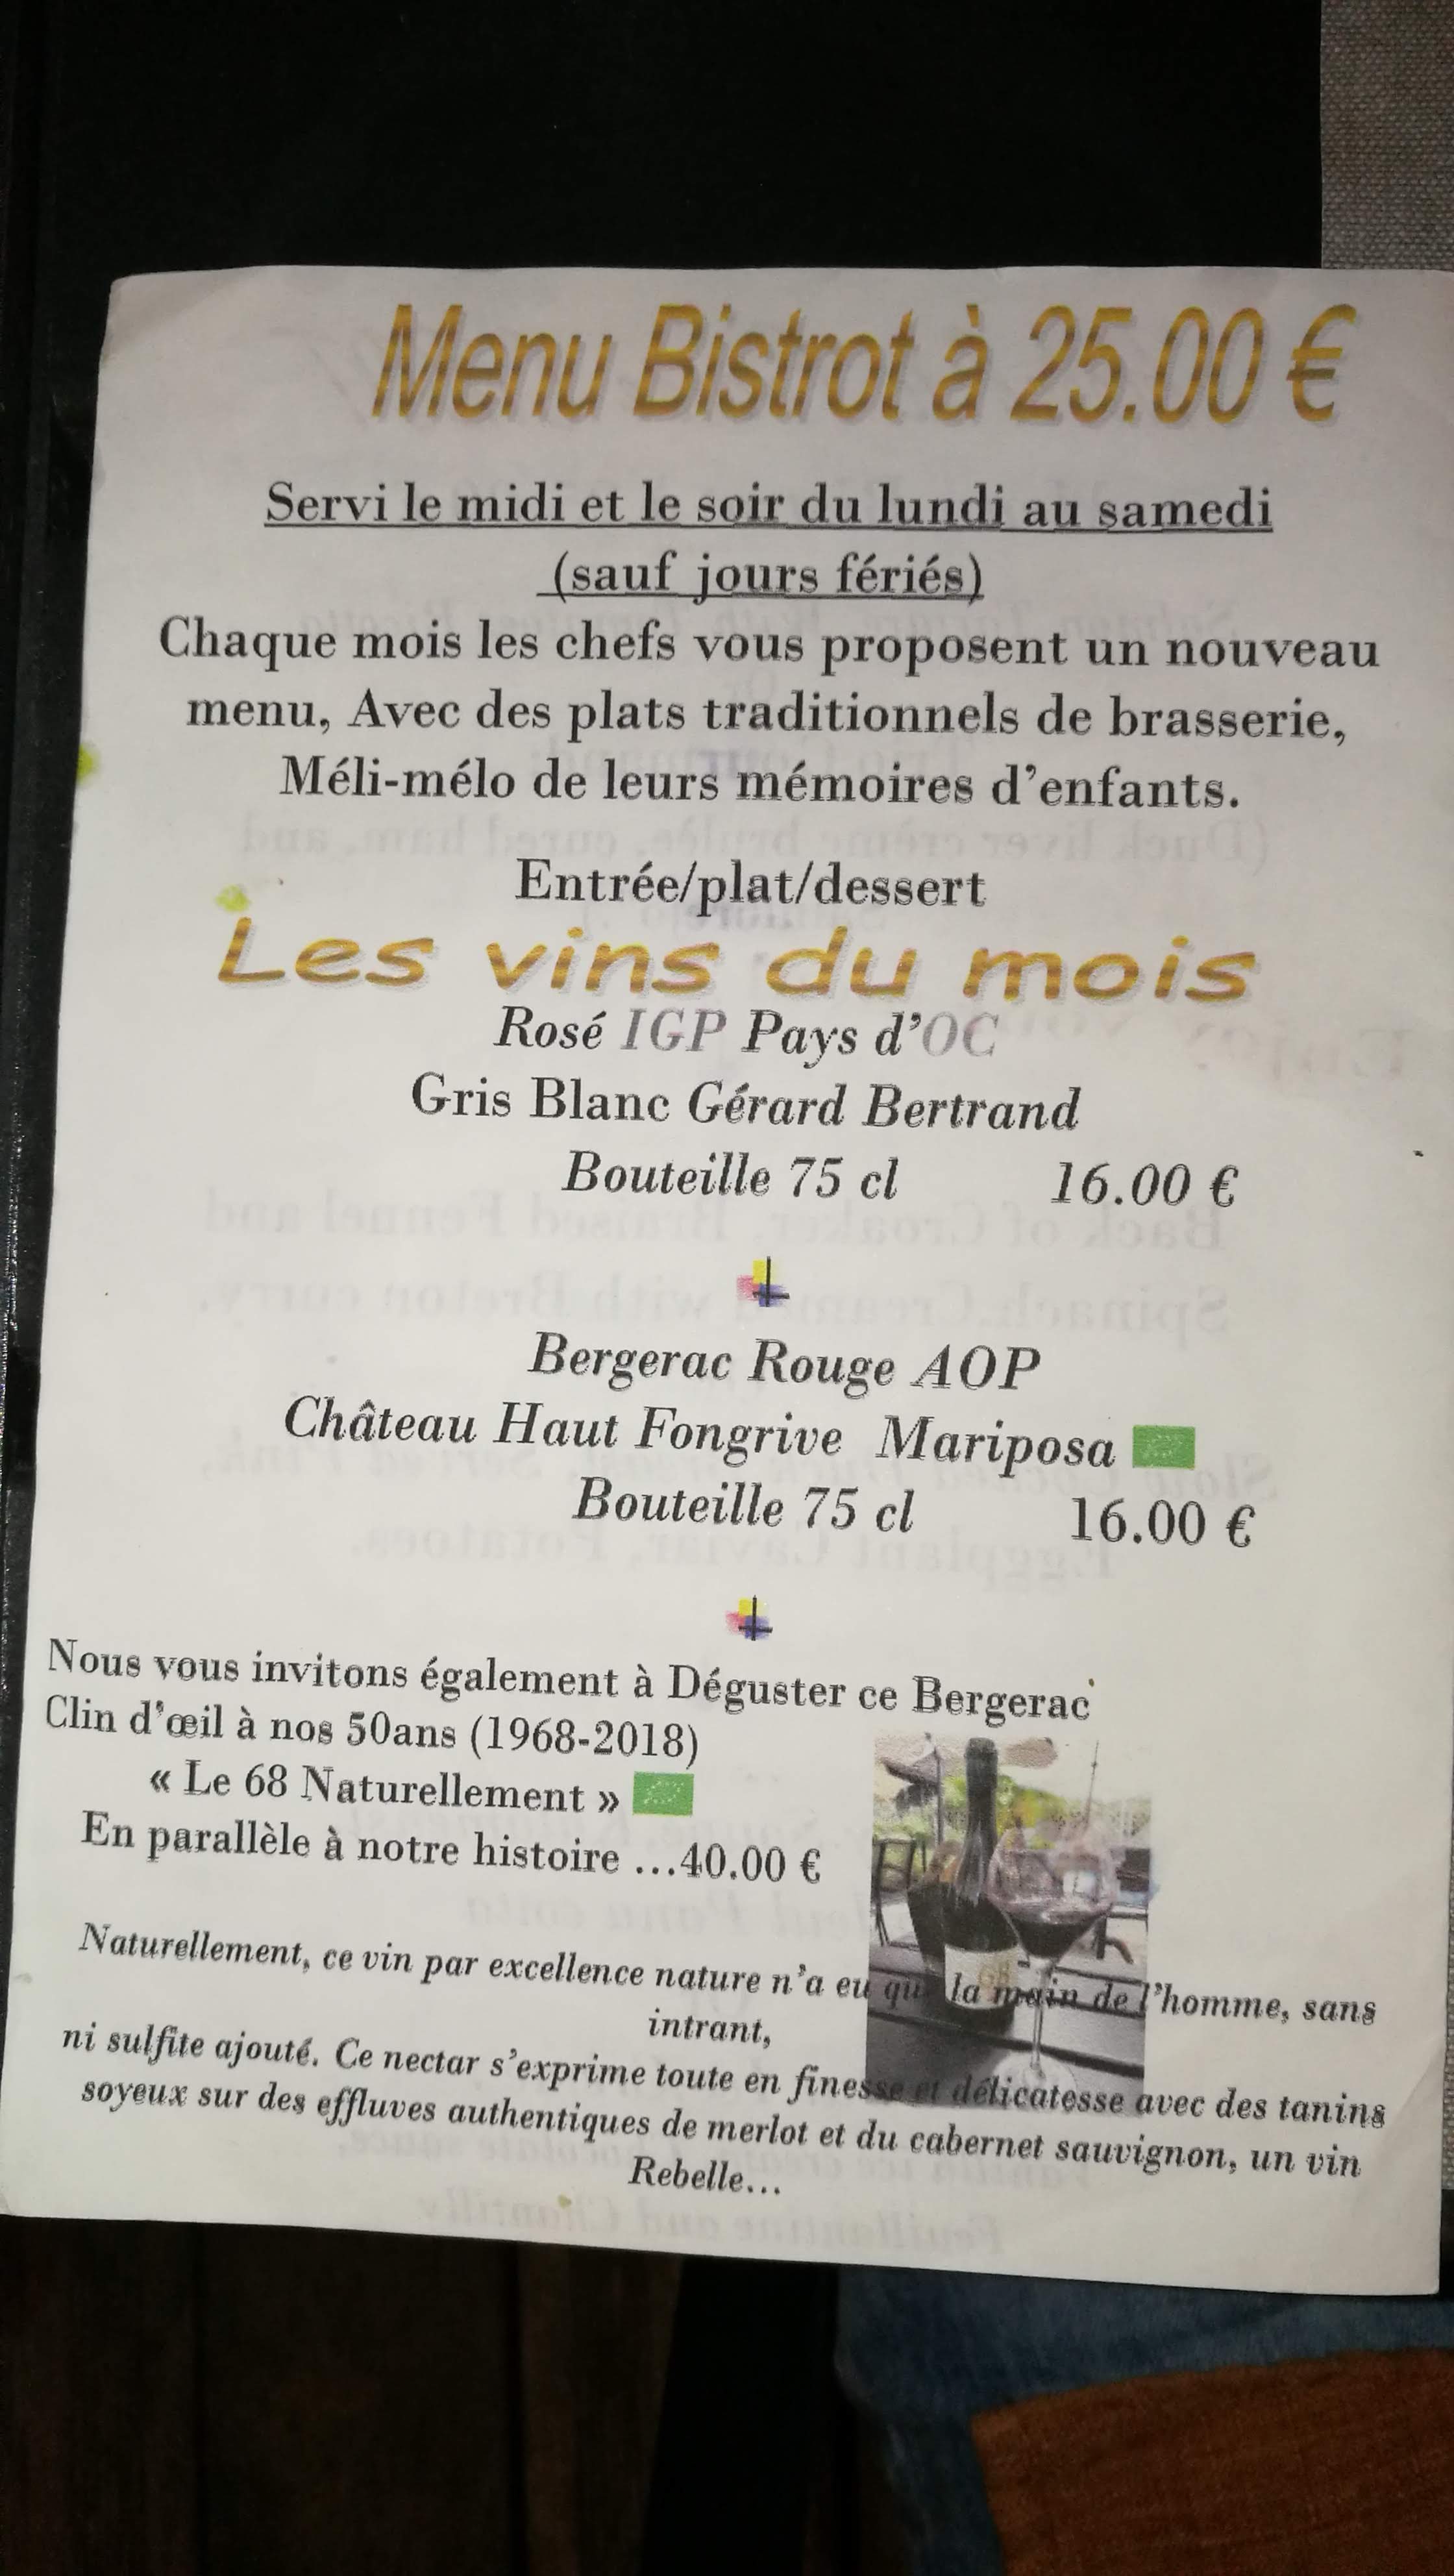 Menu Bistrot à 25.00 €
Servi le midi et le soir du lundi au samedi
(sauf jours fériés)
Chaque mois les chefs vous proposent un nouveau
menu, Avec des plats traditionnels de brasserie,
Méli-mélo de leurs mémoires d'enfants.
Entrée/plat/dessert
Les vins du mois
Rosé IGP Pays d'OC
Gris Blanc Gérard Bertrand
Bouteille 75 cl 16.00 €
Bergerac Rouge AOP
Château Haut Fongrive Mariposa
Bouteille 75 cl 16.00 €
Nous vous invitons également à Déguster ce Bergerac
Clin d'œil à nos 50ans (1968-2018)
« Le 68 Naturellement »
En parallèle à notre histoire ...40.00 €
Naturellement, ce vin par excellence nature n'a eu que la main de l'homme, sans
intrant,
ni sulfite ajouté. Ce nectar s'exprime toute en finesse et délicatesse avec des tanins
soyeux sur des effluves authentiques de merlot et du cabernet sauvignon, un vin
Rebelle...